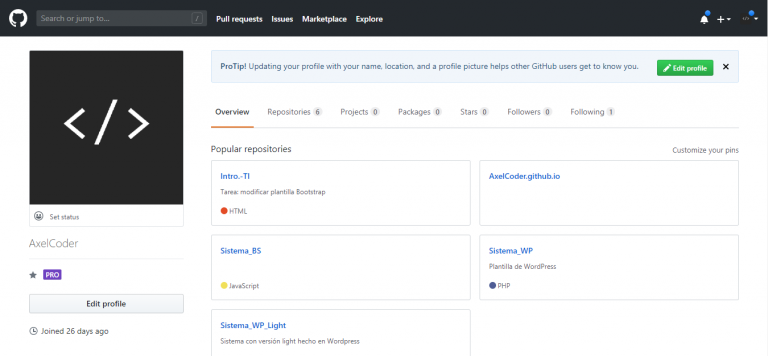 Search or jump to... /
Pull requests Issues Marketplace Explore
ProTip! Updating your profile with your name, location, and a profile picture helps other GitHub users get to know you.
Edit profile
</>
Set status
AxelCoder
PRO
Edit profile
Joined 26 days ago
Overview Repositories 6 Projects 0 Packages 0 Stars 0 Followers 0 Following 1
Popular repositories
Customize your pins
Intro.-TI
Tarea: modificar plantilla Bootstrap
HTML
AxelCoder.github.io
Sistema_BS
JavaScript
Sistema_WP
Plantilla de WordPress
PHP
Sistema_WP_Light
Sistema con versión light hecho en Wordpress